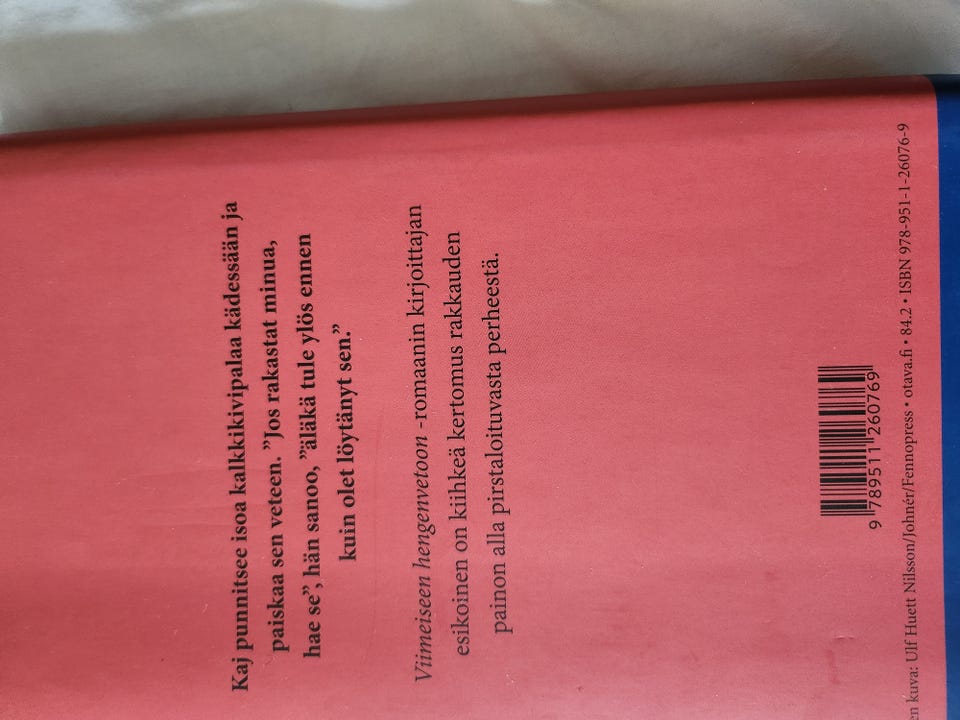 Kaj punnitsee isoa kalkkikivipalaa kädessään ja
paiskaa sen veteen. ”Jos rakastat minua,
hae se”, hän sanoo, ”äläkä tule ylös ennen
kuin olet löytänyt sen.”
Viimeiseen hengenvetoon -romaanin kirjoittajan
esikoinen on kiihkeä kertomus rakkauden
painon alla pirstaloituvasta perheestä.
9 789511 260769
en kuva: Ulf Huett Nilsson/Johnér/Fennopress • otava.fi • 84.2 • ISBN 978-951-1-26076-9